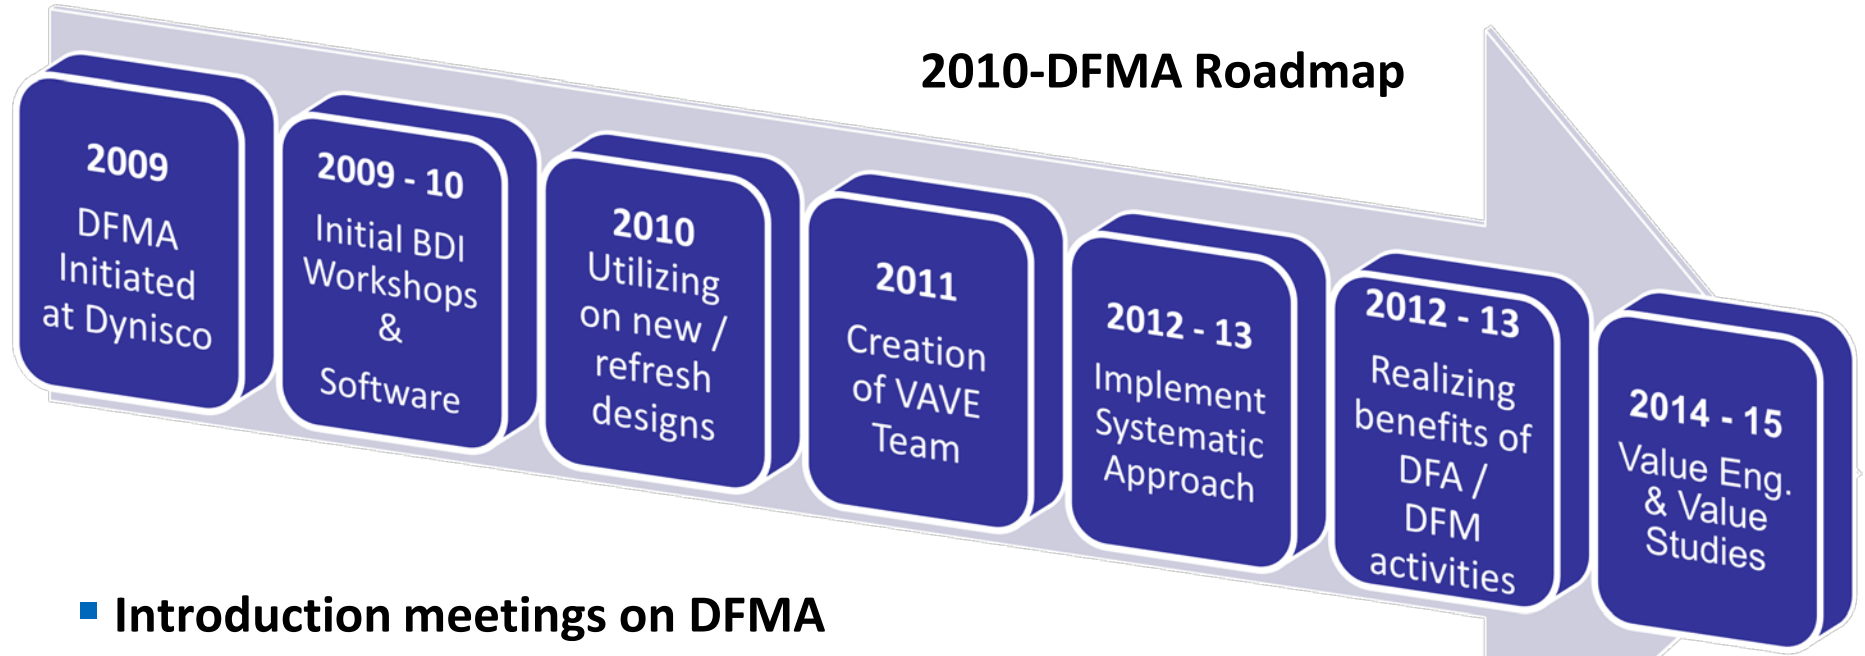 2010-DFMA Roadmap
2009
DFMA
Initiated
at Dynisco
2009 - 10
Initial BDI
Workshops
&
Software
2010
Utilizing
on new /
refresh
designs
2011
Creation
of VAVE
Team
2012 - 13
Implement
Systematic
Approach
2012 - 13
Realizing
benefits of
DFA /
DFM
activities
2014 - 15
Value Eng.
& Value
Studies
▪ Introduction meetings on DFMA